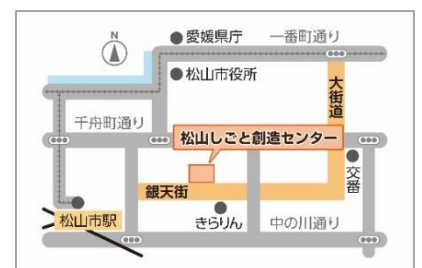 N
愛媛県庁
一番町通り
松山市役所
大街道
千舟町通り
松山しごと創造センター
交番
銀天街
松山市駅
きらりん
中の川通り